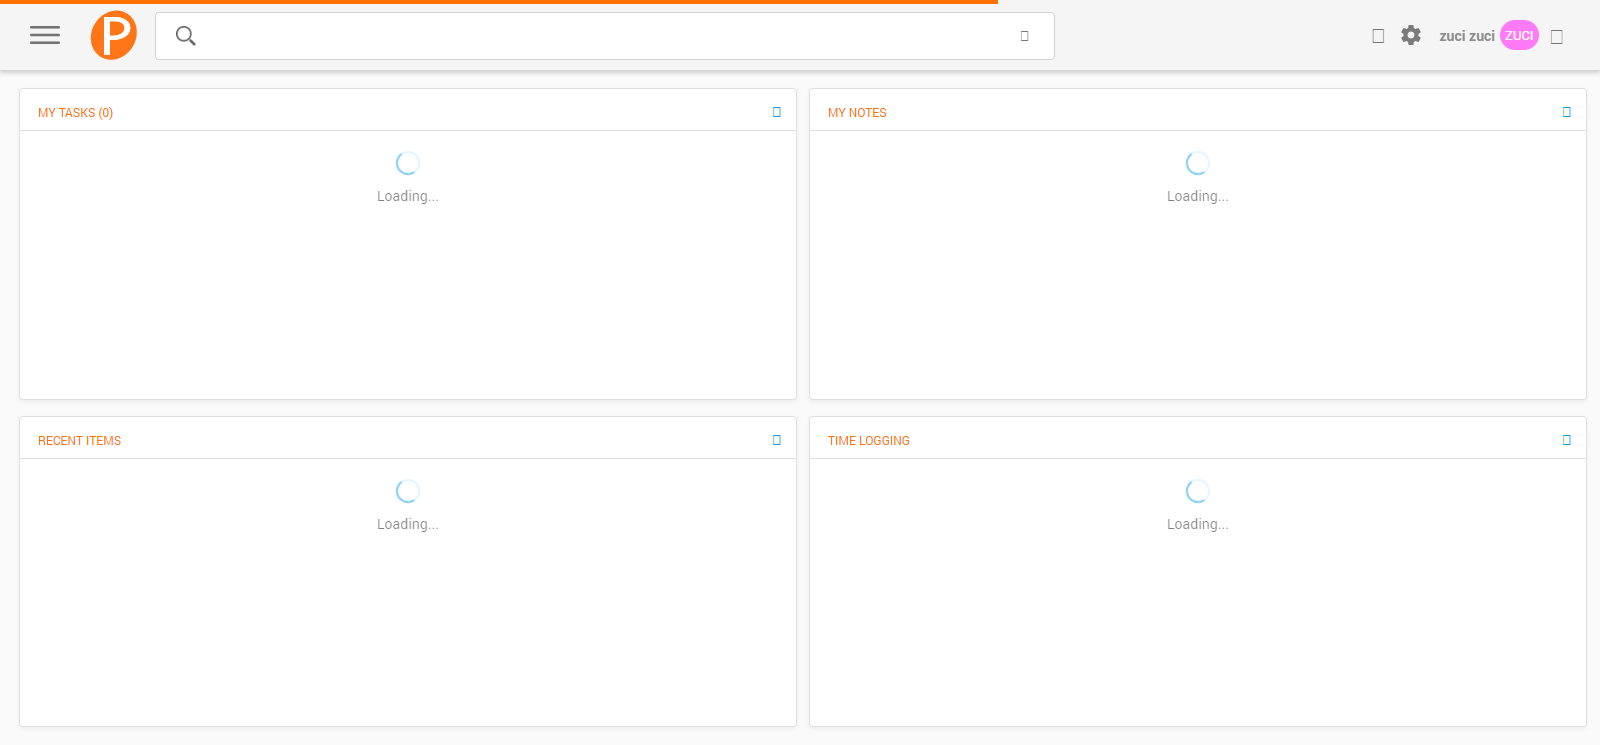 P
zuci zuci ZUCI
MY TASKS (0)
Loading...
MY NOTES
Loading...
RECENT ITEMS
Loading...
TIME LOGGING
Loading...